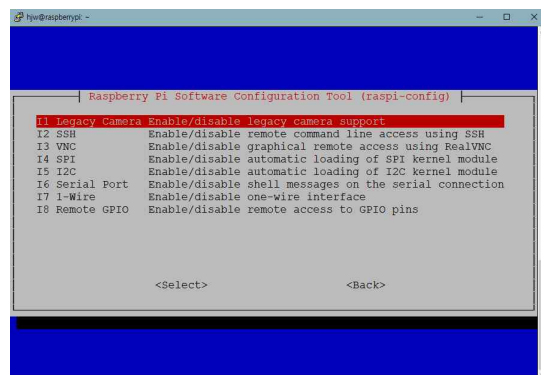 hjw@raspberrypi: ~
Raspberry Pi Software Configuration Tool (raspi-config)
I1 Legacy Camera Enable/disable legacy camera support
I2 SSH Enable/disable remote command line access using SSH
I3 VNC Enable/disable graphical remote access using RealVNC
I4 SPI Enable/disable automatic loading of SPI kernel module
I5 I2C Enable/disable automatic loading of I2C kernel module
I6 Serial Port Enable/disable shell messages on the serial connection
I7 1-Wire Enable/disable one-wire interface
I8 Remote GPIO Enable/disable remote access to GPIO pins
<Select> <Back>